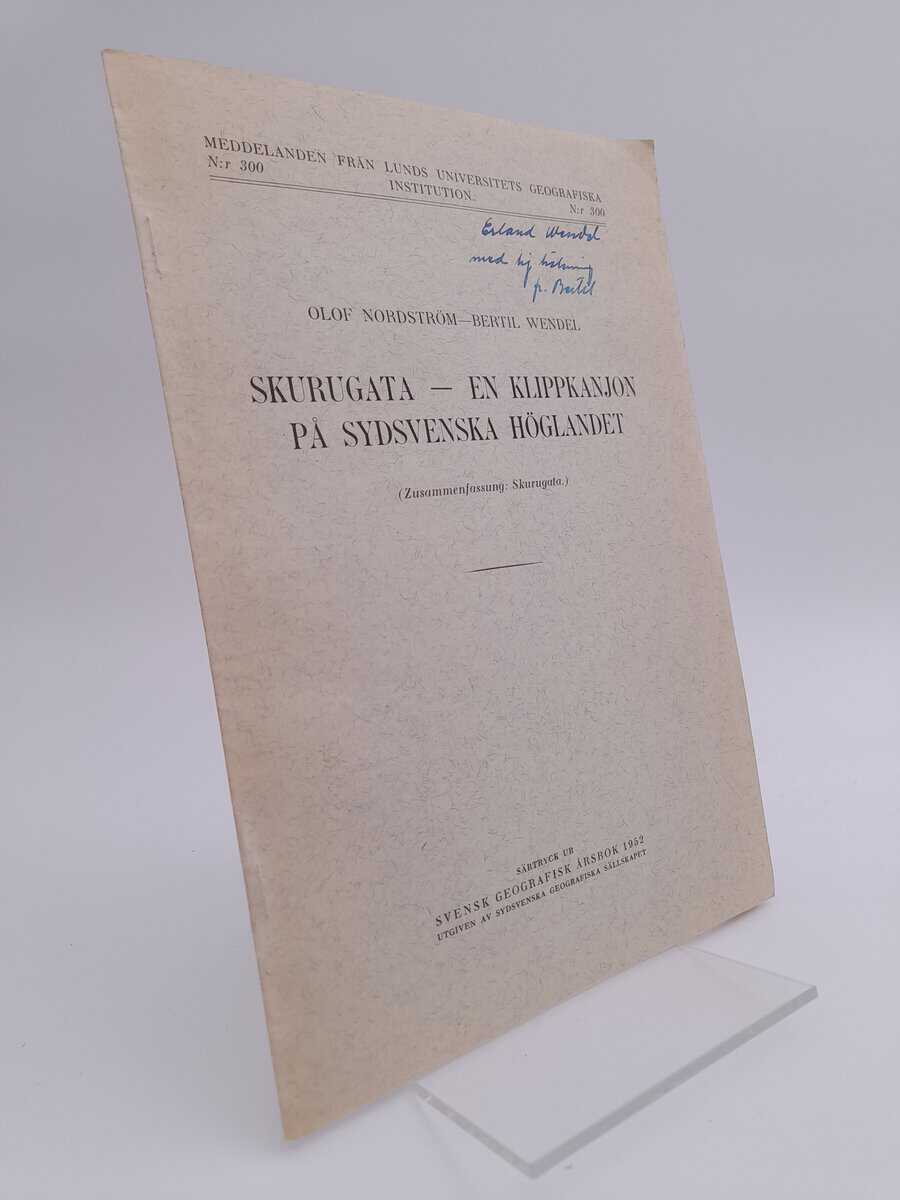 MEDDELANDEN FRÅN LUNDS UNIVERSITETS GEOGRAFISKA
N:r 300 INSTITUTION. N:r 300
Erland Wendel
med hj hälsning
fr. Bertil
OLOF NORDSTRÖM—BERTIL WENDEL
SKURUGATA — EN KLIPPKANJON
PÅ SYDSVENSKA HÖGLANDET
(Zusammenfassung: Skurugata.)
SÄRTRYCK UR
SVENSK GEOGRAFISK ÅRSBOK 1952
UTGIVEN AV SYDSVENSKA GEOGRAFISKA SÄLLSKAPET